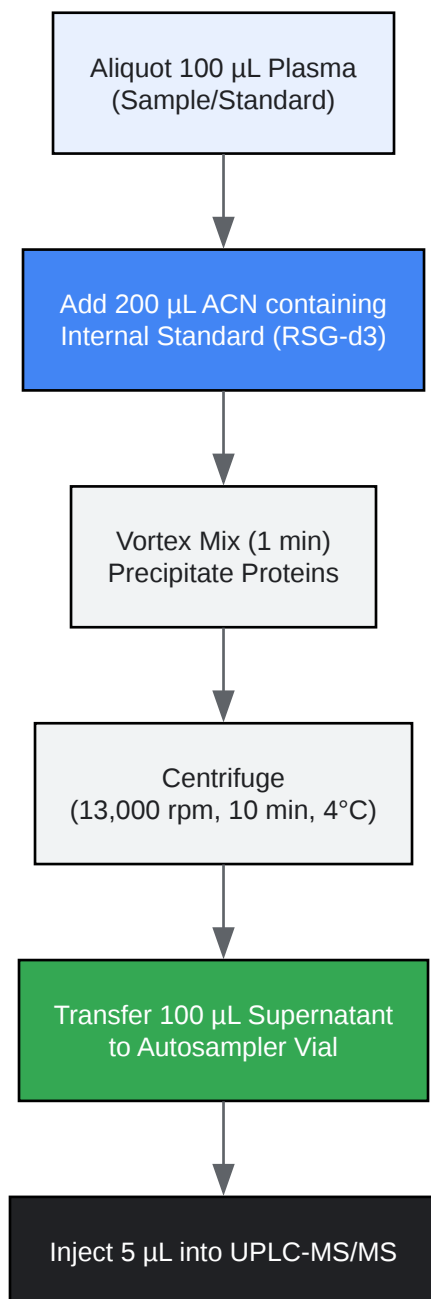 Aliquot 100 µL Plasma
(Sample/Standard)
Add 200 µL ACN containing
Internal Standard (RSG-d3)
Vortex Mix (1 min)
Precipitate Proteins
Centrifuge
(13,000 rpm, 10 min, 4°C)
Transfer 100 µL Supernatant
to Autosampler Vial
Inject 5 µL into UPLC-MS/MS